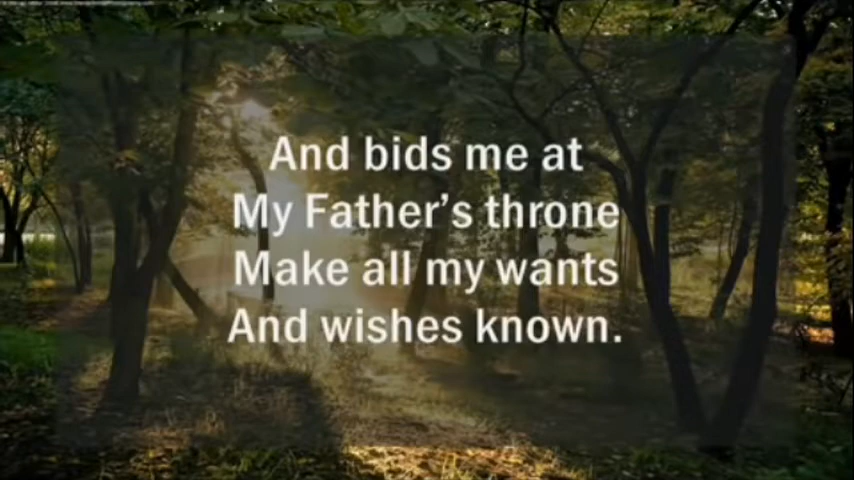 And bids me at
My Father's throne
Make all my wants
And wishes known.